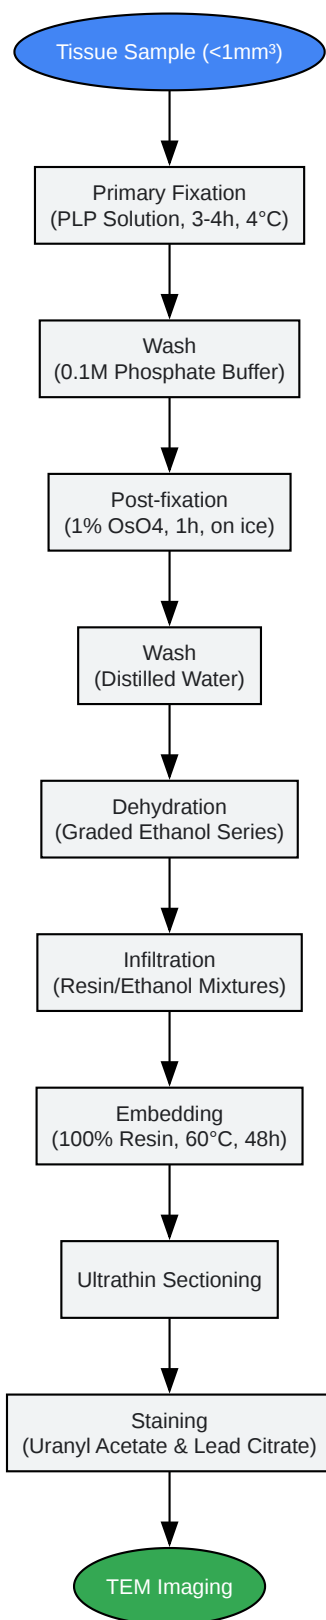 Tissue Sample (<1mm³)
Primary Fixation
(PLP Solution, 3-4h, 4°C)
Wash
(0.1M Phosphate Buffer)
Post-fixation
(1% OsO4, 1h, on ice)
Wash
(Distilled Water)
Dehydration
(Graded Ethanol Series)
Infiltration
(Resin/Ethanol Mixtures)
Embedding
(100% Resin, 60°C, 48h)
Ultrathin Sectioning
Staining
(Uranyl Acetate & Lead Citrate)
TEM Imaging